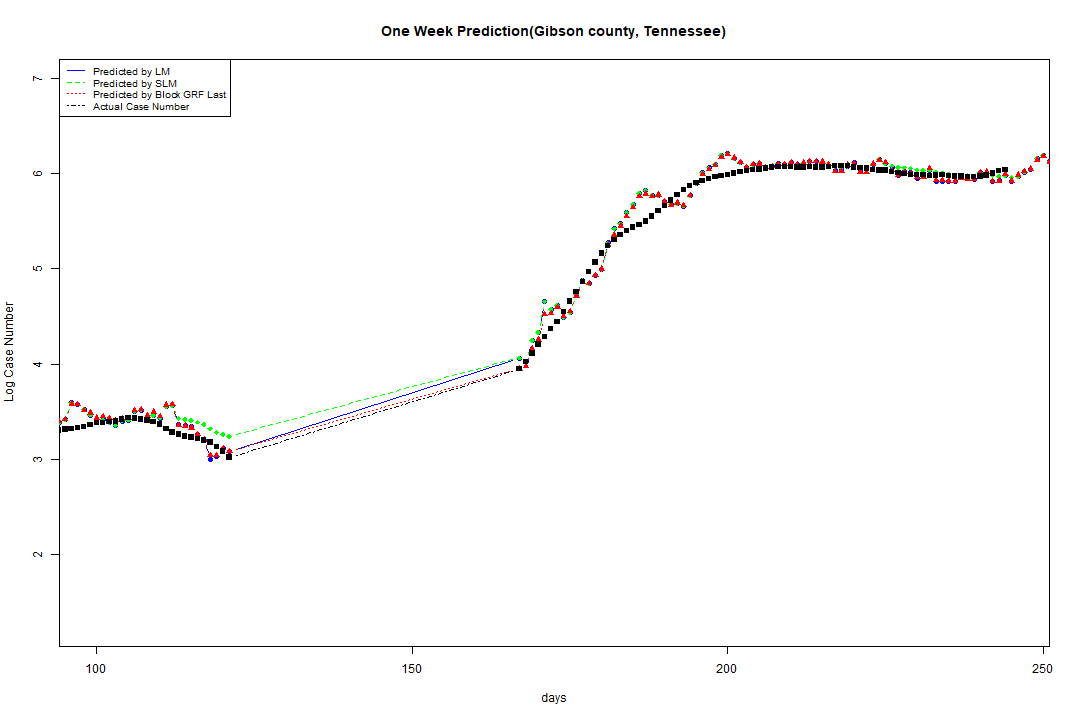 One Week Prediction(Gibson county, Tennessee)
Predicted by LM
Predicted by SLM
Predicted by Block GRF Last
Actual Case Number
7
6
5
4
3
2
Log Case Number
100 150 200 250
days